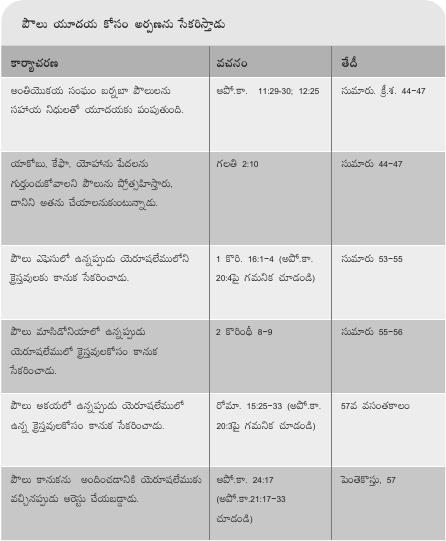 పౌలు యూదయ కోసం అర్పణను సేకరిస్తాడు
కార్యాచరణ	వచనం	తేదీ
అంతియొకయ సంఘం బర్నబా పౌలులను	అపో.కా. 11:29-30; 12:25	సుమారు. క్రీ.శ. 44–47
సహాయ నిధులతో యూదయకు పంపుతుంది.
యాకోబు, కేఫా, యోహాను పేదలను	గలతీ 2:10	సుమారు 44–47
గుర్తుంచుకోవాలని పౌలును ప్రోత్సహిస్తారు,
దానిని అతను చేయాలనుకుంటున్నాడు.
పౌలు ఎఫెసులో ఉన్నప్పుడు యెరూషలేములోని	1 కొరి. 16:1–4 (అపో.కా.	సుమారు 53–55
క్రైస్తవులకు కానుక సేకరించాడు.	20:4పై గమనిక చూడండి)
పౌలు మాసిడోనియాలో ఉన్నప్పుడు	2 కొరింథీ 8–9	సుమారు 55–56
యెరూషలేములో క్రైస్తవులకోసం కానుక
సేకరించాడు.
పౌలు అకయలో ఉన్నప్పుడు యెరూషలేములో	రోమా. 15:25–33 (అపో.కా.	57వ వసంతకాలం
ఉన్న క్రైస్తవులకోసం కానుక సేకరించాడు.	20:3పై గమనిక చూడండి)
పౌలు కానుకను అందించడానికి యెరూషలేముకు	అపో.కా. 24:17	పెంతెకొస్తు, 57
వచ్చినప్పుడు అరెస్టు చేయబడ్డాడు.	(అపో.కా.21:17–33
చూడండి)